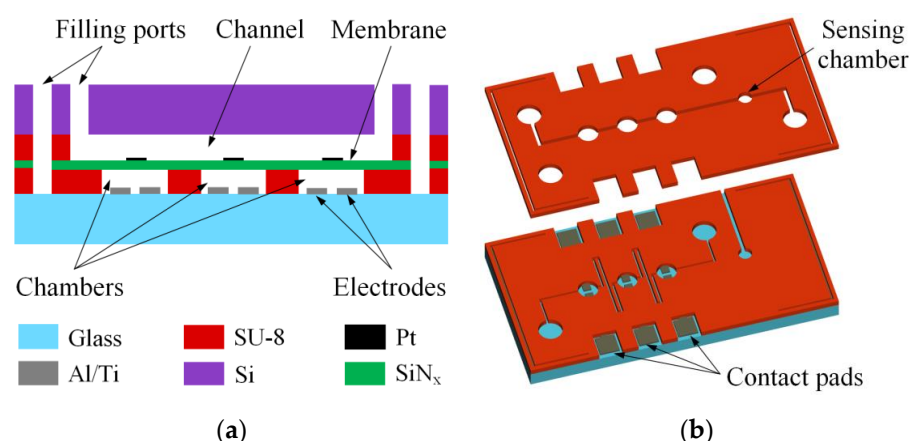 Filling ports
Channel
Membrane
Chambers
Electrodes
Glass
SU-8
Pt
Al/Ti
Si
SiNx
(a)
Sensing
chamber
Contact pads
(b)